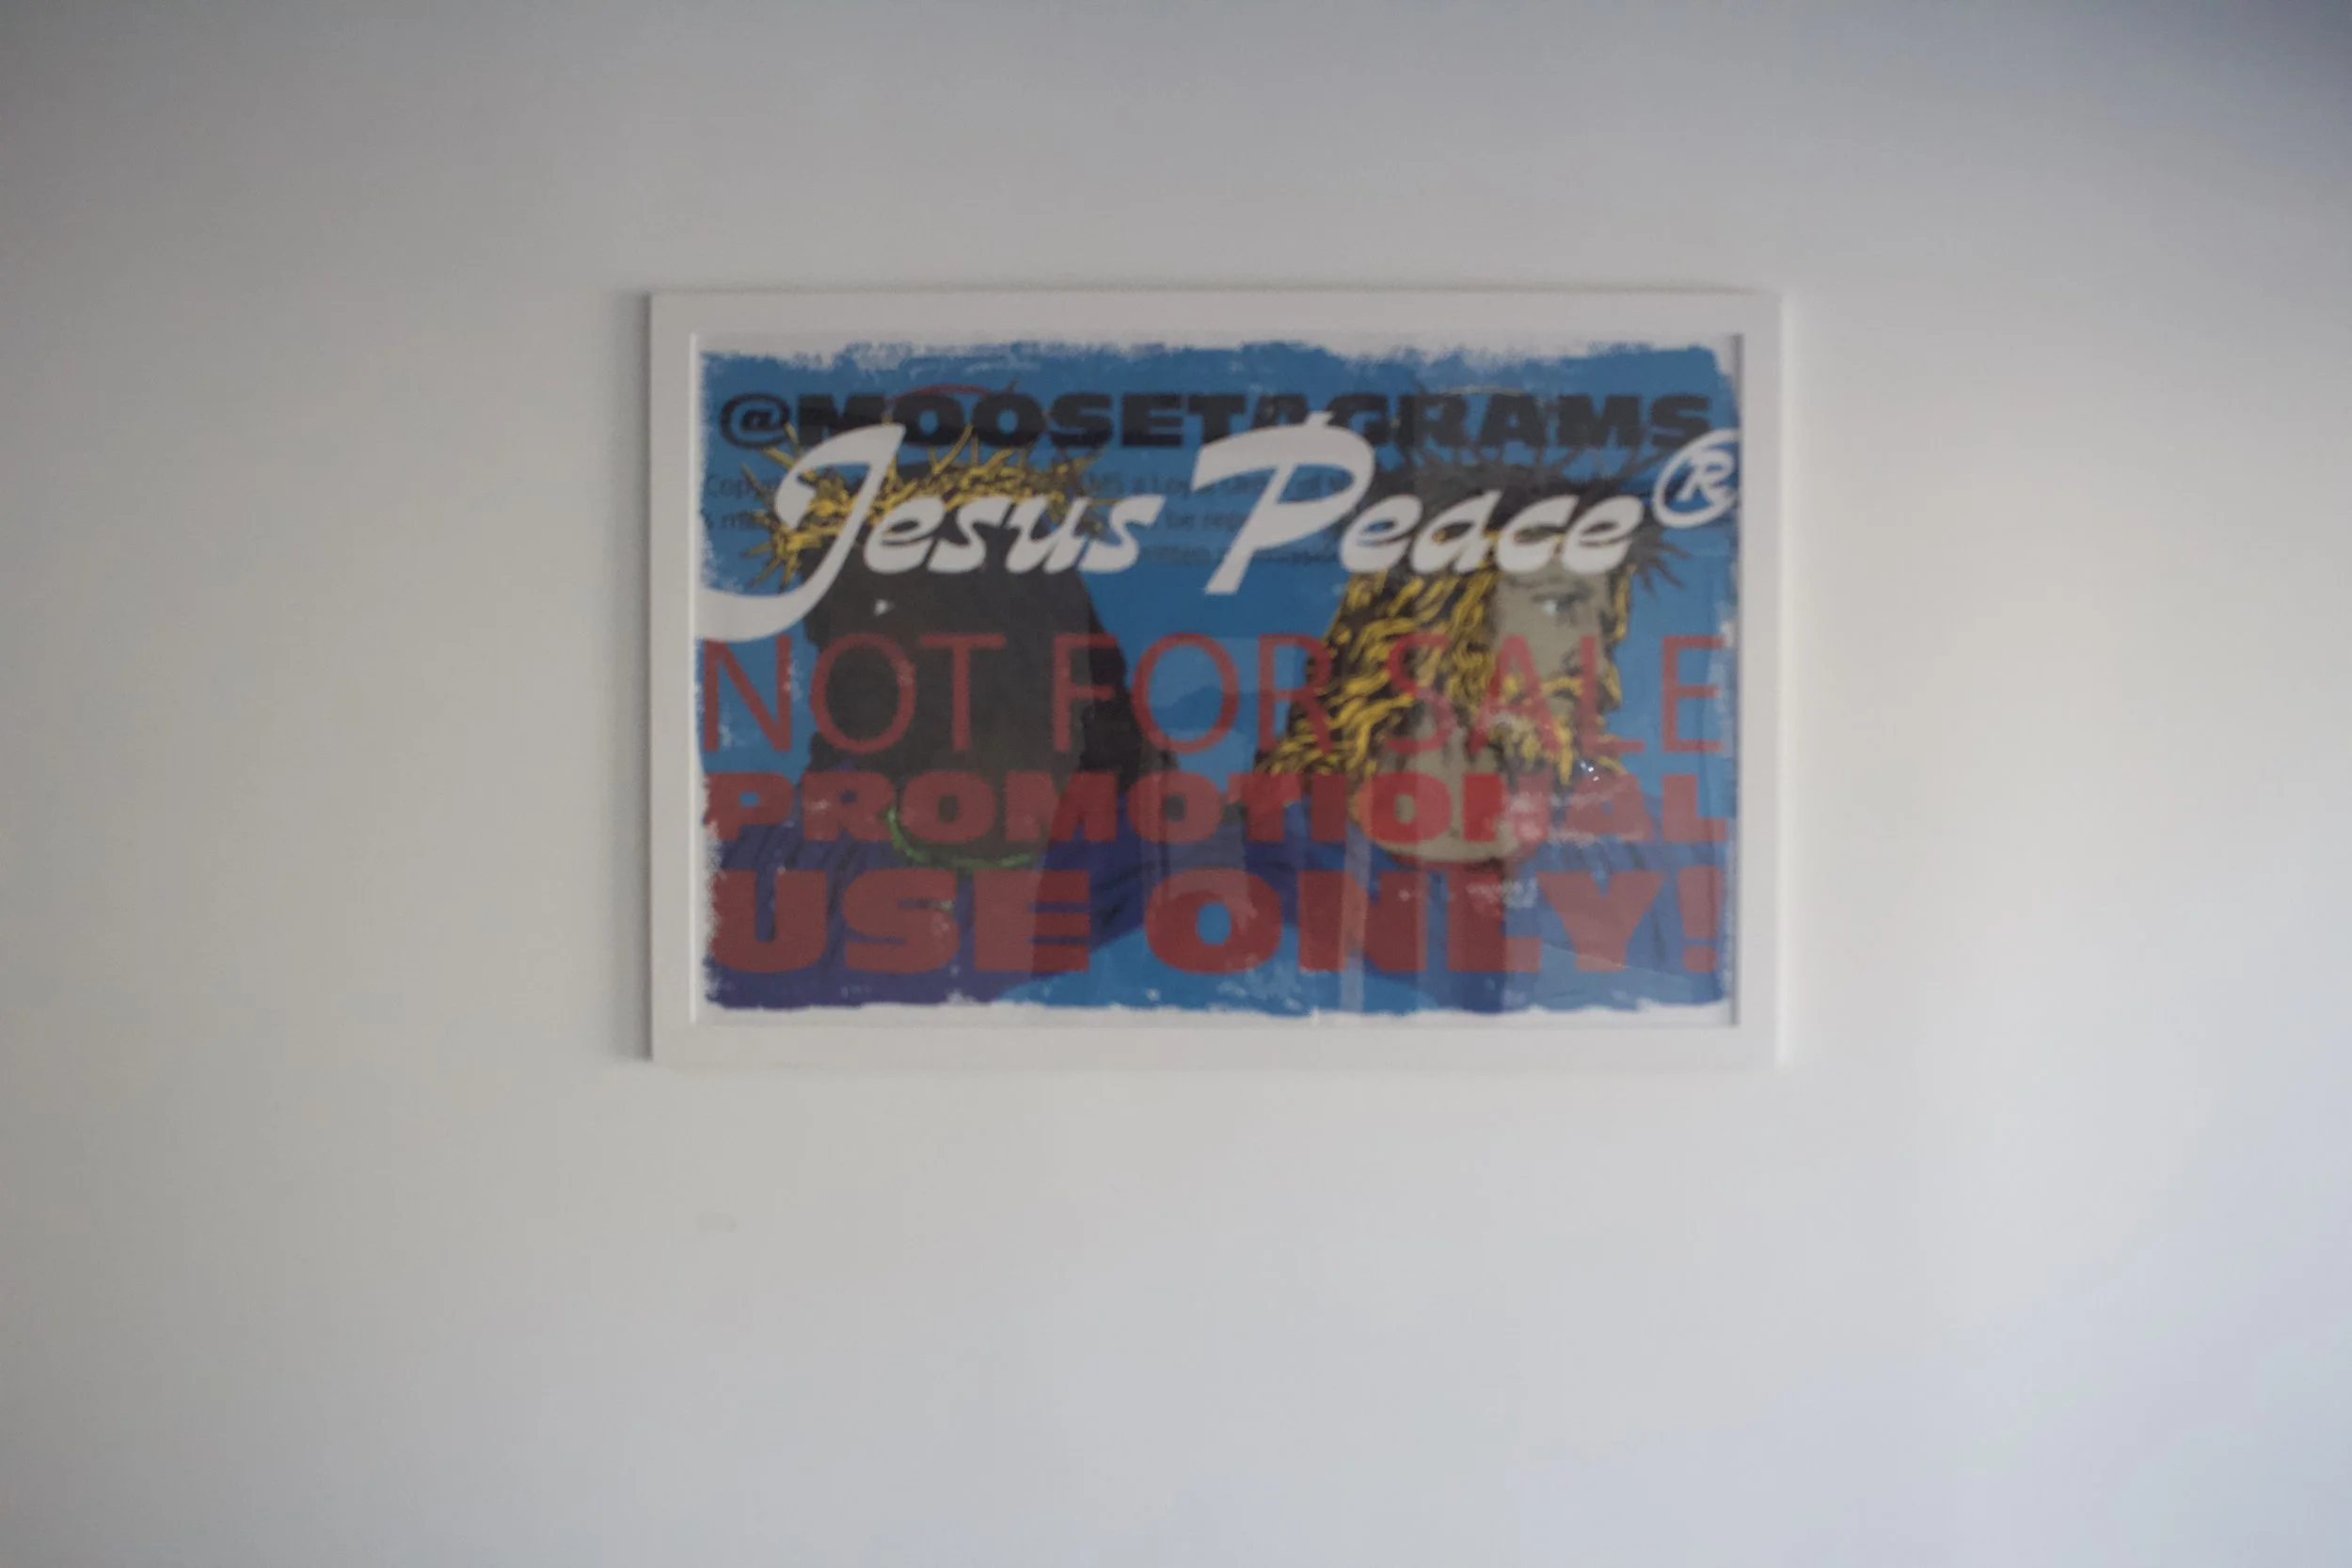 @MOOSETAGRAMS
Jesus Peace®
NOT FOR SALE
PROMOTIONAL
USE ONLY!